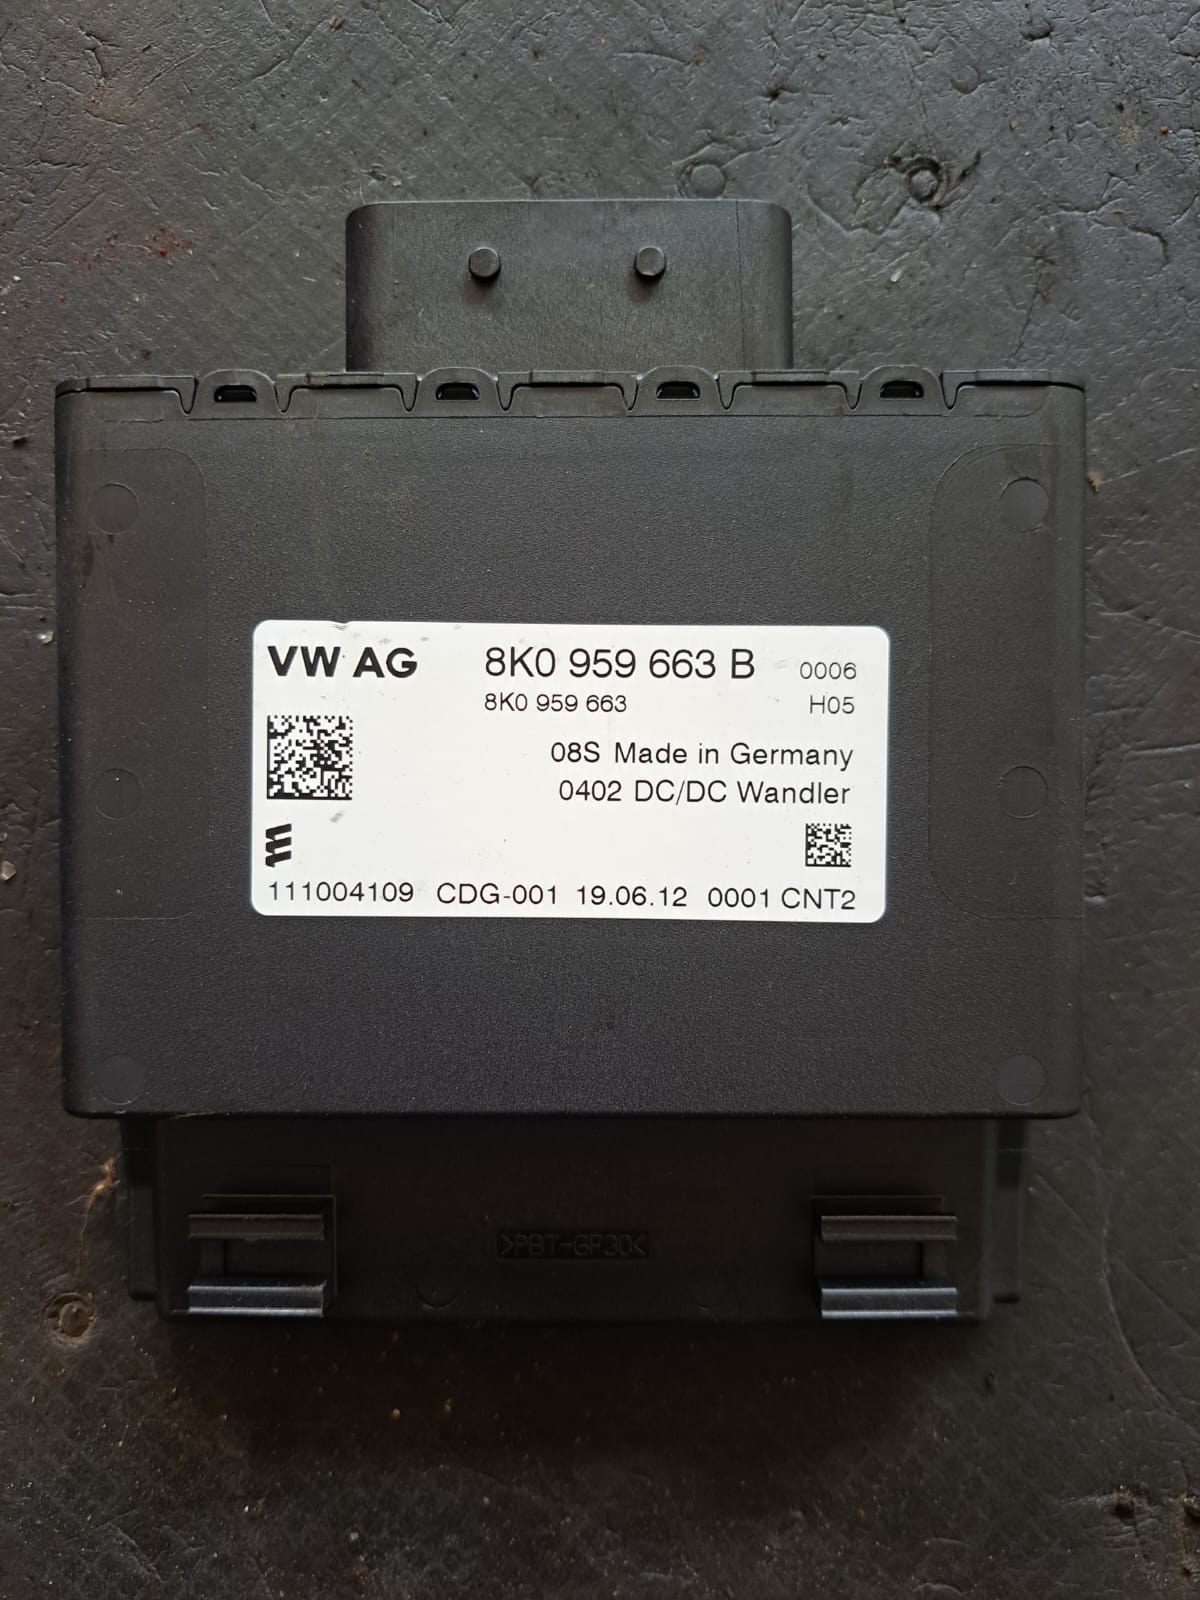 VW AG 8K0 959 663 B 0006
8K0 959 663 H05
08S Made in Germany
0402 DC/DC Wandler
111004109 CDG-001 19.06.12 0001 CNT2
>PBT-GF30<